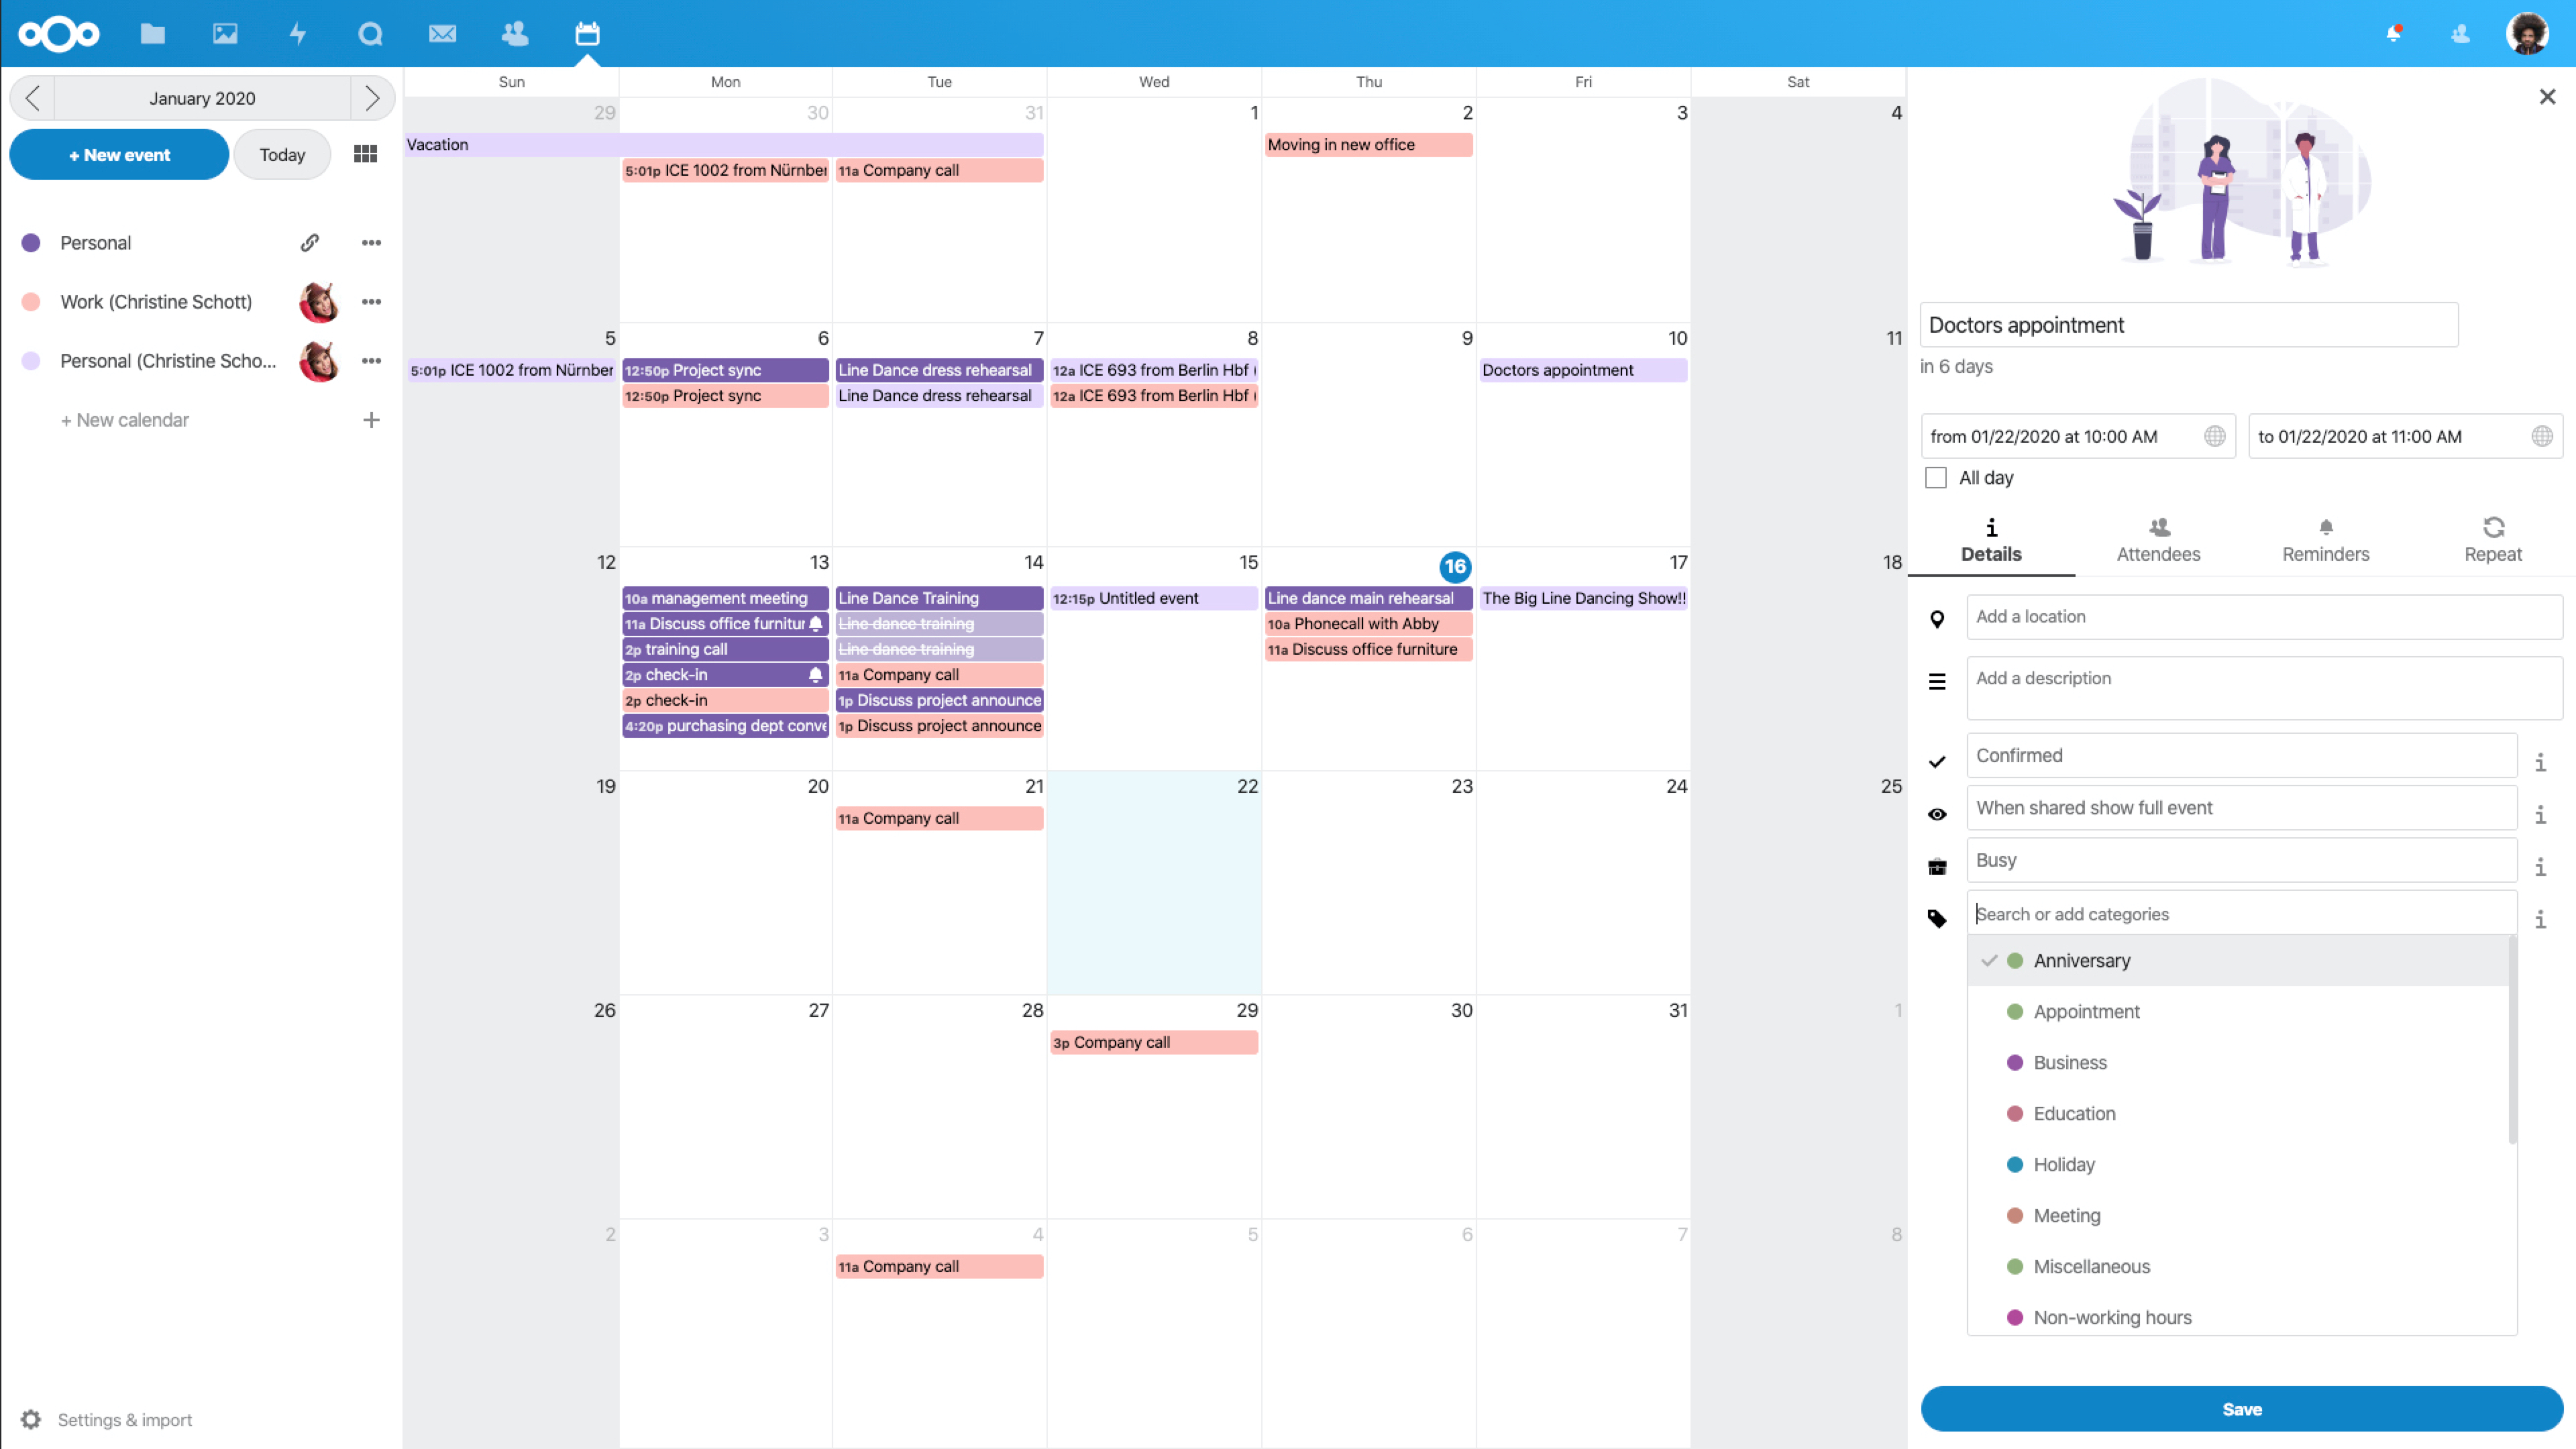 January 2020
+ New event
Today
Personal
Work (Christine Schott)
Personal (Christine Scho...
+ New calendar
Settings & import
Sun Mon Tue Wed Thu Fri Sat
29 30 31 1 2 3 4
Vacation
Moving in new office
5:01p ICE 1002 from Nürnber
11a Company call
5 6 7 8 9 10 11
5:01p ICE 1002 from Nürnber
12:50p Project sync
Line Dance dress rehearsal
12a ICE 693 from Berlin Hbf (
Doctors appointment
12:50p Project sync
Line Dance dress rehearsal
12a ICE 693 from Berlin Hbf (
12 13 14 15 16 17 18
10a management meeting
Line Dance Training
12:15p Untitled event
Line dance main rehearsal
The Big Line Dancing Show!!
11a Discuss office furnitur
Line dance training
10a Phonecall with Abby
2p training call
Line dance training
11a Discuss office furniture
2p check-in
11a Company call
2p check-in
1p Discuss project announce
4:20p purchasing dept conve
1p Discuss project announce
19 20 21 22 23 24 25
11a Company call
26 27 28 29 30 31 1
3p Company call
2 3 4 5 6 7 8
11a Company call
Doctors appointment
in 6 days
from 01/22/2020 at 10:00 AM
to 01/22/2020 at 11:00 AM
All day
Details Attendees Reminders Repeat
Add a location
Add a description
Confirmed
When shared show full event
Busy
Search or add categories
Anniversary
Appointment
Business
Education
Holiday
Meeting
Miscellaneous
Non-working hours
Save